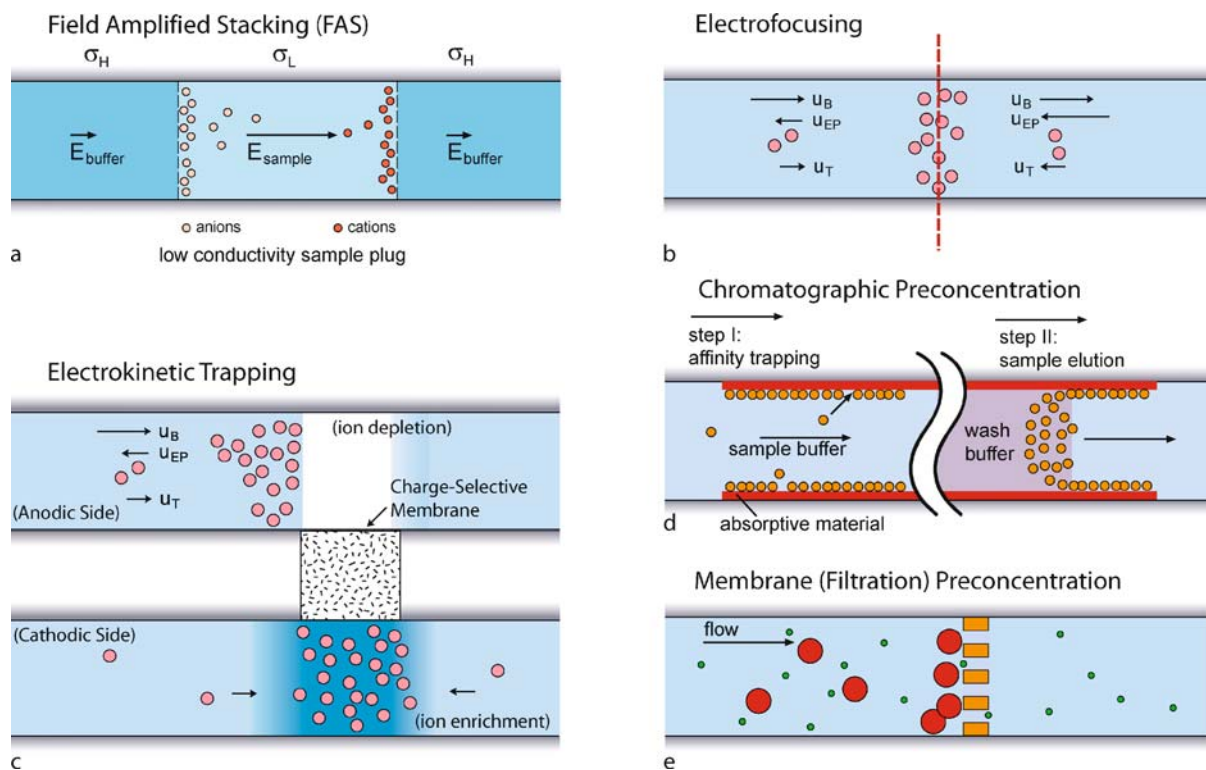 Field Amplified Stacking (FAS)
σH σL σH
Ebuffer Esample Ebuffer
anions cations
low conductivity sample plug
a
Electrofocusing
uB uB
uEP uEP
uT uT
b
Electrokinetic Trapping
(ion depletion)
uB
uEP
Charge-Selective
Membrane
uT
(Anodic Side)
(Cathodic Side)
(ion enrichment)
c
Chromatographic Preconcentration
step I:
affinity trapping
step II:
sample elution
sample buffer
wash
buffer
absorptive material
d
Membrane (Filtration) Preconcentration
flow
e